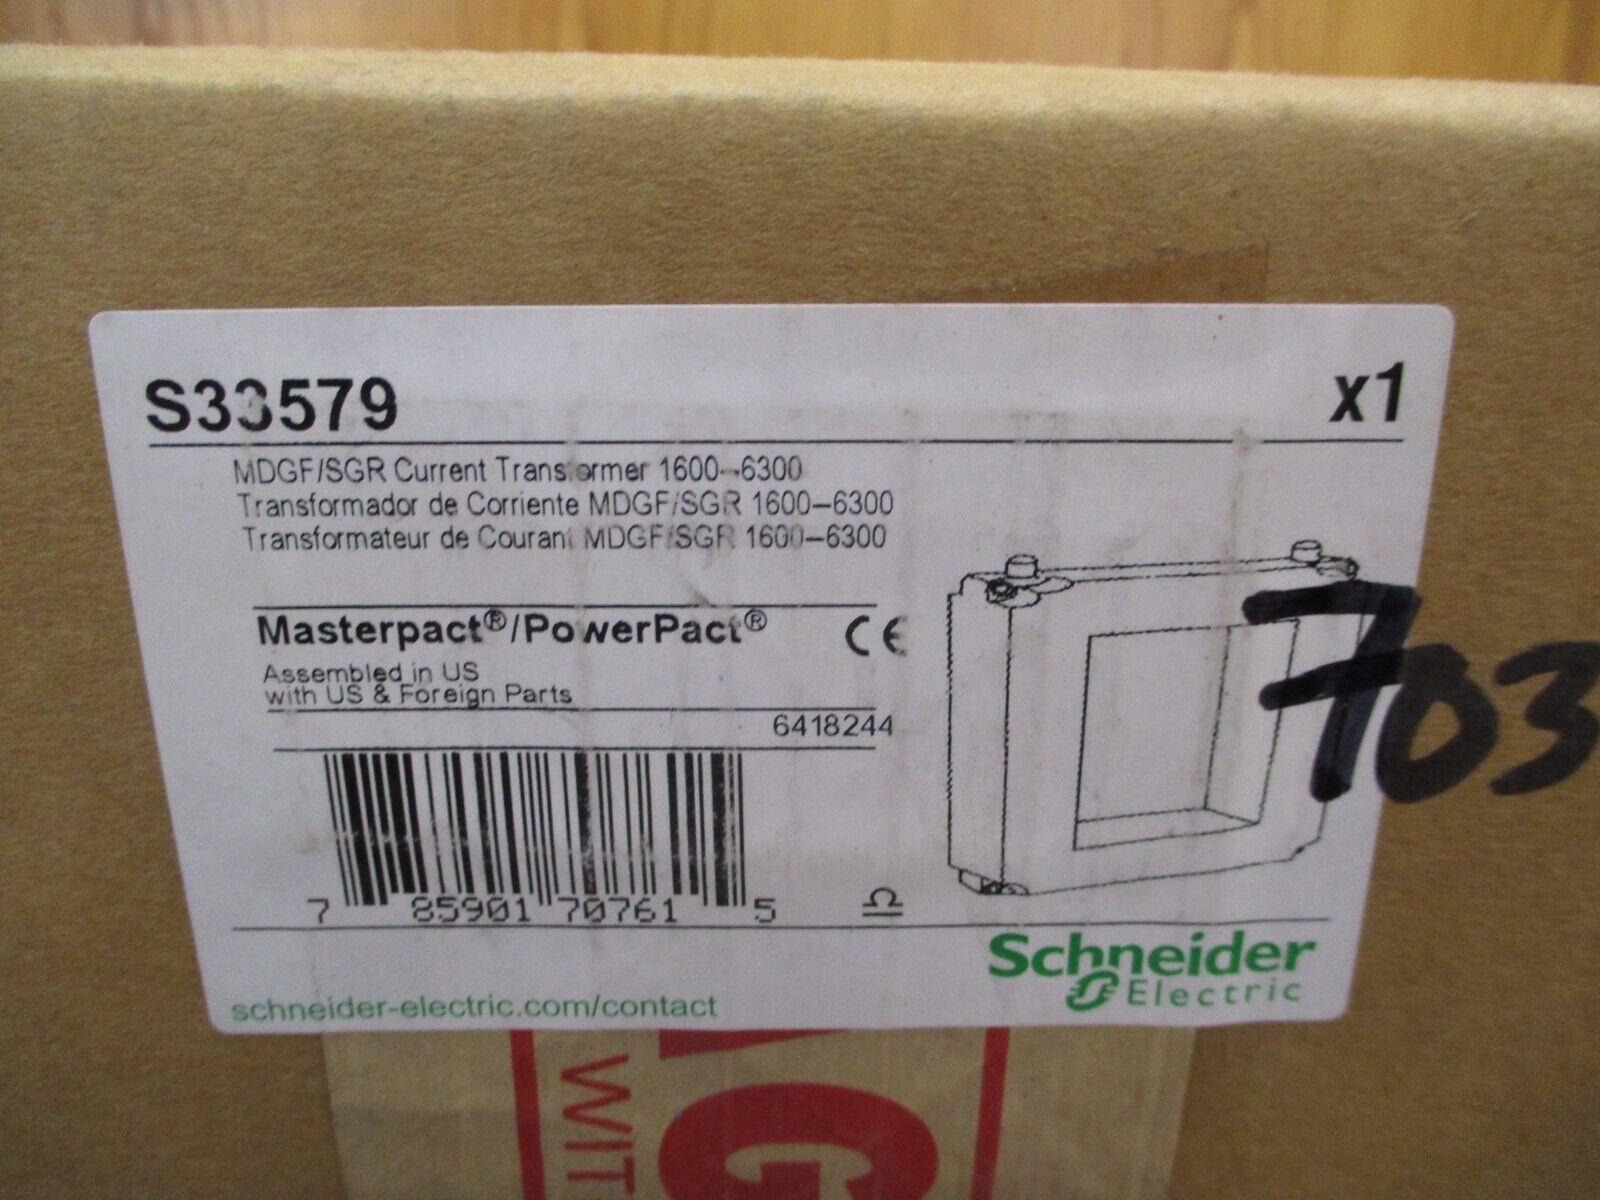 S33579
x1
MDGF/SGR Current Transformer 1600–6300
Transformador de Corriente MDGF/SGR 1600–6300
Transformateur de Courant MDGF/SGR 1600–6300
Masterpact®/PowerPact®
CE
Assembled in US
with US & Foreign Parts
6418244
7 85901 70761 5
703
Schneider
Electric
schneider-electric.com/contact
WIT
G